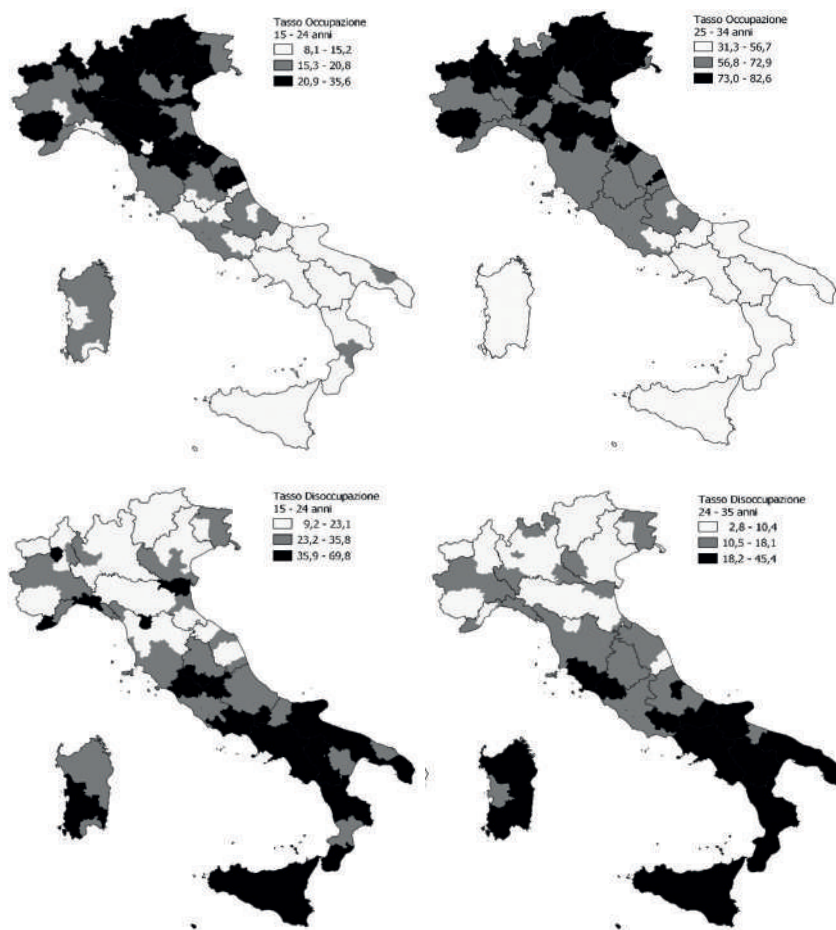 Tasso Occupazione
15 - 24 anni
8,1 - 15,2
15,3 - 20,8
20,9 - 35,6
Tasso Occupazione
25 - 34 anni
31,3 - 56,7
56,8 - 72,9
73,0 - 82,6
Tasso Disoccupazione
15 - 24 anni
9,2 - 23,1
23,2 - 35,8
35,9 - 69,8
Tasso Disoccupazione
24 - 35 anni
2,8 - 10,4
10,5 - 18,1
18,2 - 45,4